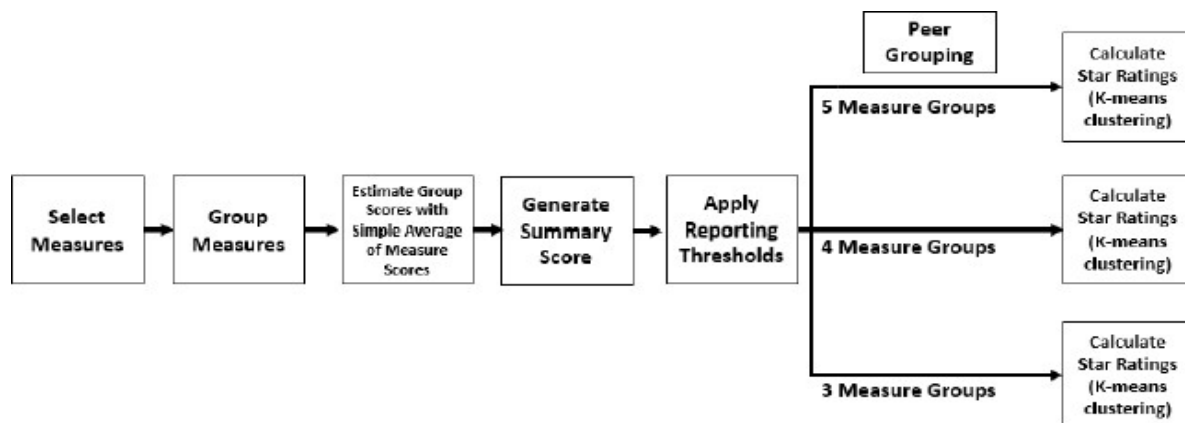 Select
Measures
Group
Measures
Estimate Group
Scores with
Simple Average
of Measure
Scores
Generate
Summary
Score
Apply
Reporting
Thresholds
Peer
Grouping
5 Measure Groups
Calculate
Star Ratings
(K-means
clustering)
4 Measure Groups
Calculate
Star Ratings
(K-means
clustering)
3 Measure Groups
Calculate
Star Ratings
(K-means
clustering)